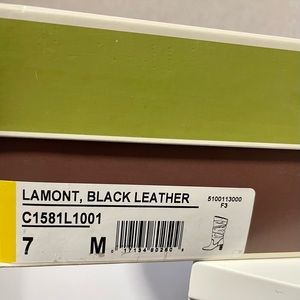 LAMONT, BLACK LEATHER
C1581L1001
7 M
5100113000
F3